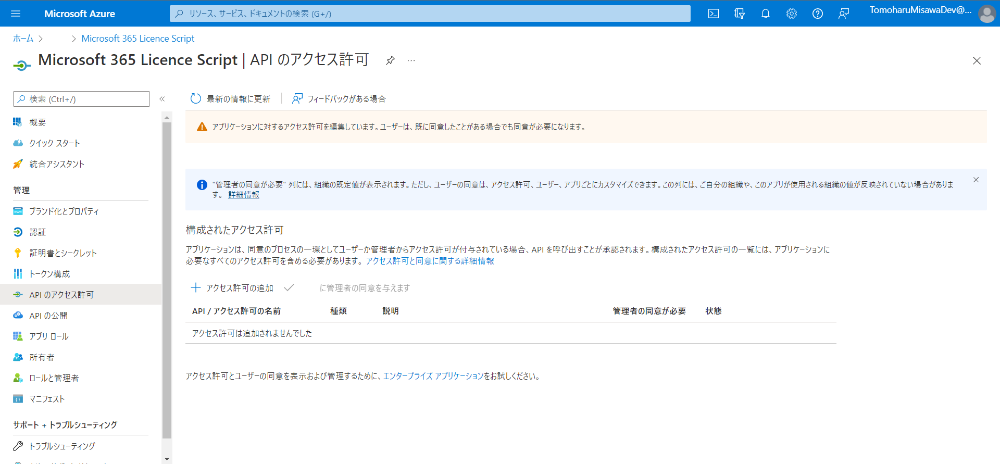 Microsoft Azure
リソース、サービス、ドキュメントの検索 (G+/)
TomoharuMisawaDev@...
ホーム
Microsoft 365 Licence Script
Microsoft 365 Licence Script | API のアクセス許可
検索 (Ctrl+/)
概要
クイック スタート
統合アシスタント
管理
ブランド化とプロパティ
認証
証明書とシークレット
トークン構成
API のアクセス許可
API の公開
アプリ ロール
所有者
ロールと管理者
マニフェスト
サポート + トラブルシューティング
トラブルシューティング
最新の情報に更新
フィードバックがある場合
アプリケーションに対するアクセス許可を編集しています。ユーザーは、既に同意したことがある場合でも同意が必要になります。
"管理者の同意が必要" 列には、組織の既定値が表示されます。ただし、ユーザーの同意は、アクセス許可、ユーザー、アプリごとにカスタマイズできます。この列には、ご自分の組織や、このアプリが使用される組織の値が反映されていない場合がありま
す。 詳細情報
構成されたアクセス許可
アプリケーションは、同意のプロセスの一環としてユーザーか管理者からアクセス許可が付与されている場合、API を呼び出すことが承認されます。構成されたアクセス許可の一覧には、アプリケーションに
必要なすべてのアクセス許可を含める必要があります。 アクセス許可と同意に関する詳細情報
アクセス許可の追加
に管理者の同意を与えます
API / アクセス許可の名前 種類 説明 管理者の同意が必要 状態
アクセス許可は追加されませんでした
アクセス許可とユーザーの同意を表示および管理するために、エンタープライズ アプリケーションをお試しください。